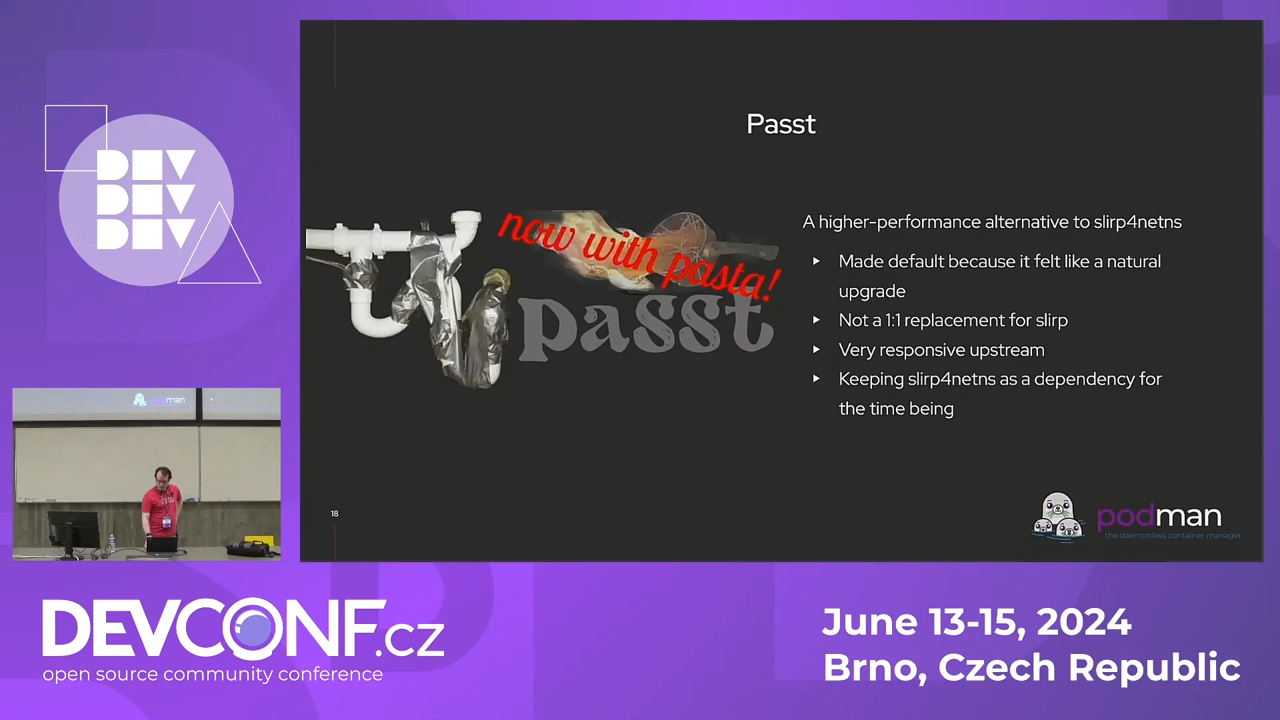 DEV
DEV
DEV
Passt
now with pasta!
passt
A higher-performance alternative to slirp4netns
Made default because it felt like a natural
upgrade
Not a 1:1 replacement for slirp
Very responsive upstream
Keeping slirp4netns as a dependency for
the time being
18
podman
the daemonless container manager
podman
DEVCONF.cz
open source community conference
June 13-15, 2024
Brno, Czech Republic